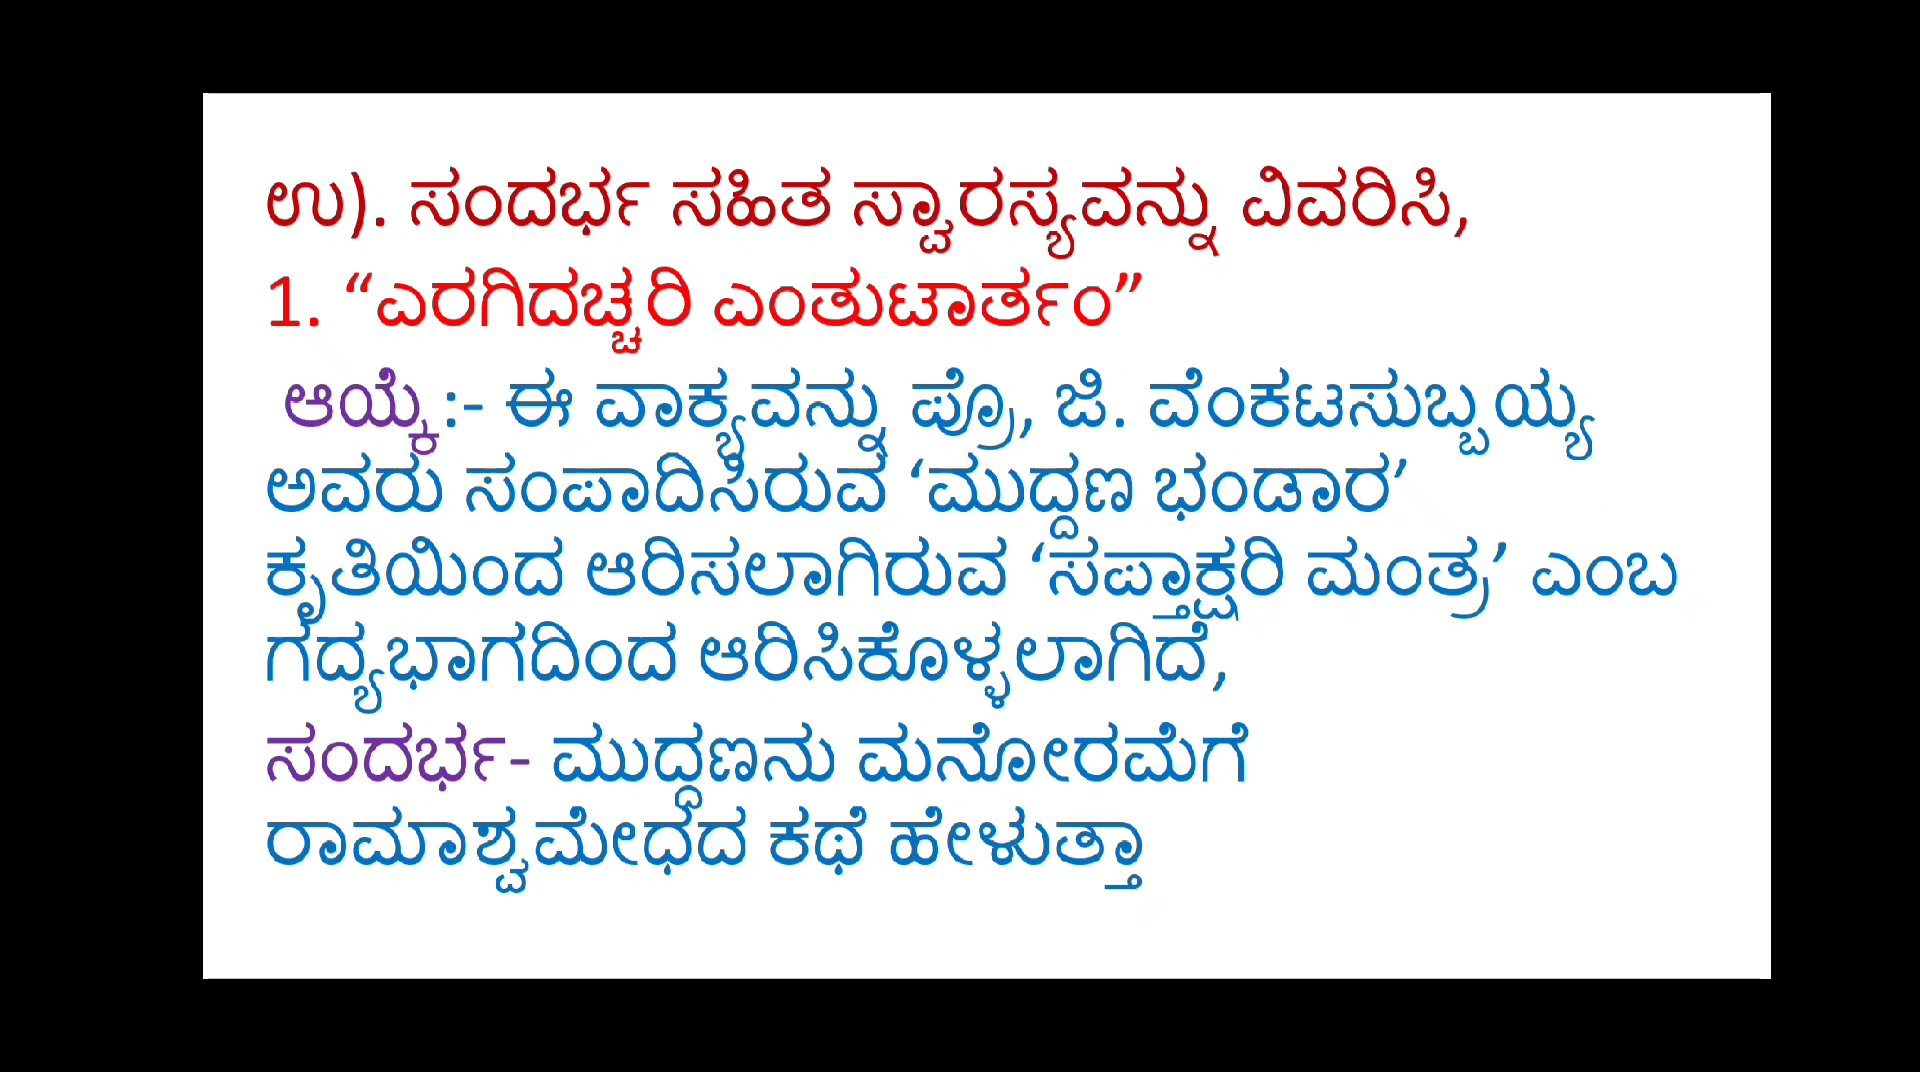 ಉ). ಸಂದರ್ಭ ಸಹಿತ ಸ್ವಾರಸ್ಯವನ್ನು ವಿವರಿಸಿ,
1. “ಎರಗಿದಚ್ಚರಿ ಎಂತುಟಾರ್ತಂ”
ಆಯ್ಕೆ:- ಈ ವಾಕ್ಯವನ್ನು ಪ್ರೊ, ಜಿ. ವೆಂಕಟಸುಬ್ಬಯ್ಯ
ಅವರು ಸಂಪಾದಿಸಿರುವ ‘ಮುದ್ದಣ ಭಂಡಾರ’
ಕೃತಿಯಿಂದ ಆರಿಸಲಾಗಿರುವ ‘ಸಪ್ತಾಕ್ಷರಿ ಮಂತ್ರ’ ಎಂಬ
ಗದ್ಯಭಾಗದಿಂದ ಆರಿಸಿಕೊಳ್ಳಲಾಗಿದೆ,
ಸಂದರ್ಭ- ಮುದ್ಧಣನು ಮನೋರಮೆಗೆ
ರಾಮಾಶ್ವಮೇಧದ ಕಥೆ ಹೇಳುತ್ತಾ